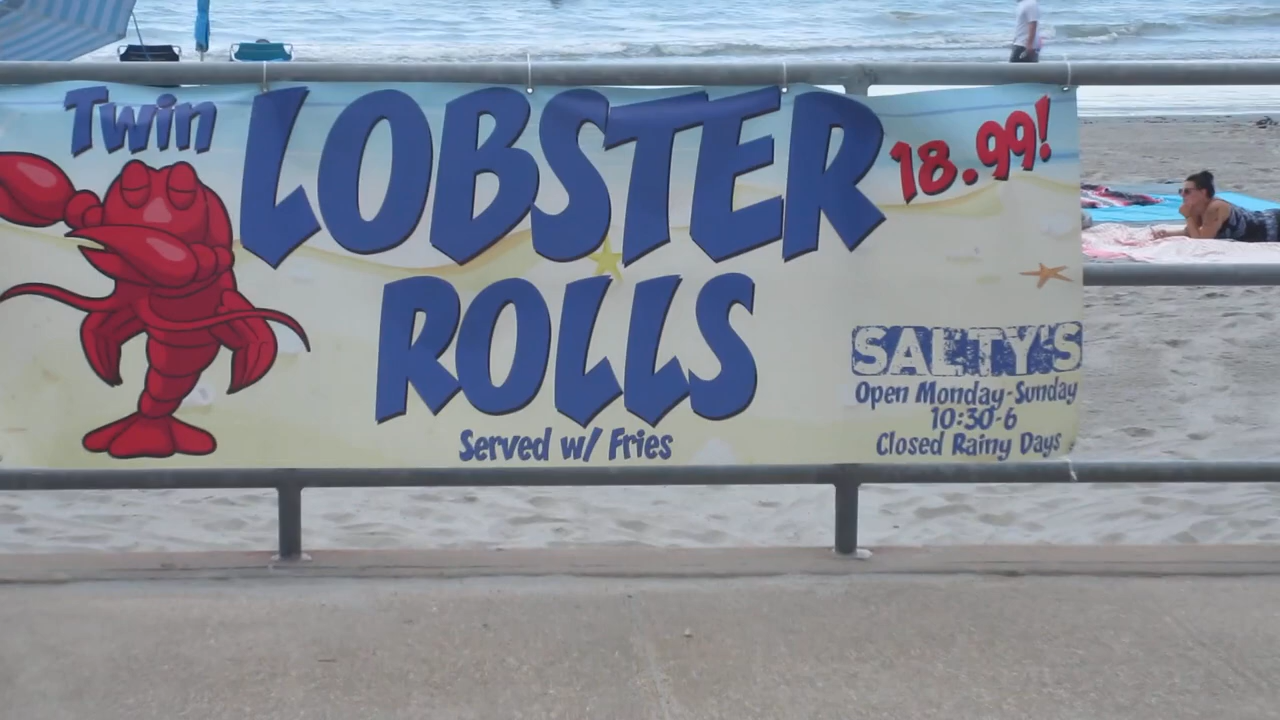 Twin
LOBSTER
18.99!
ROLLS
Served w/ Fries
SALTY'S
Open Monday-Sunday
10:30-6
Closed Rainy Days